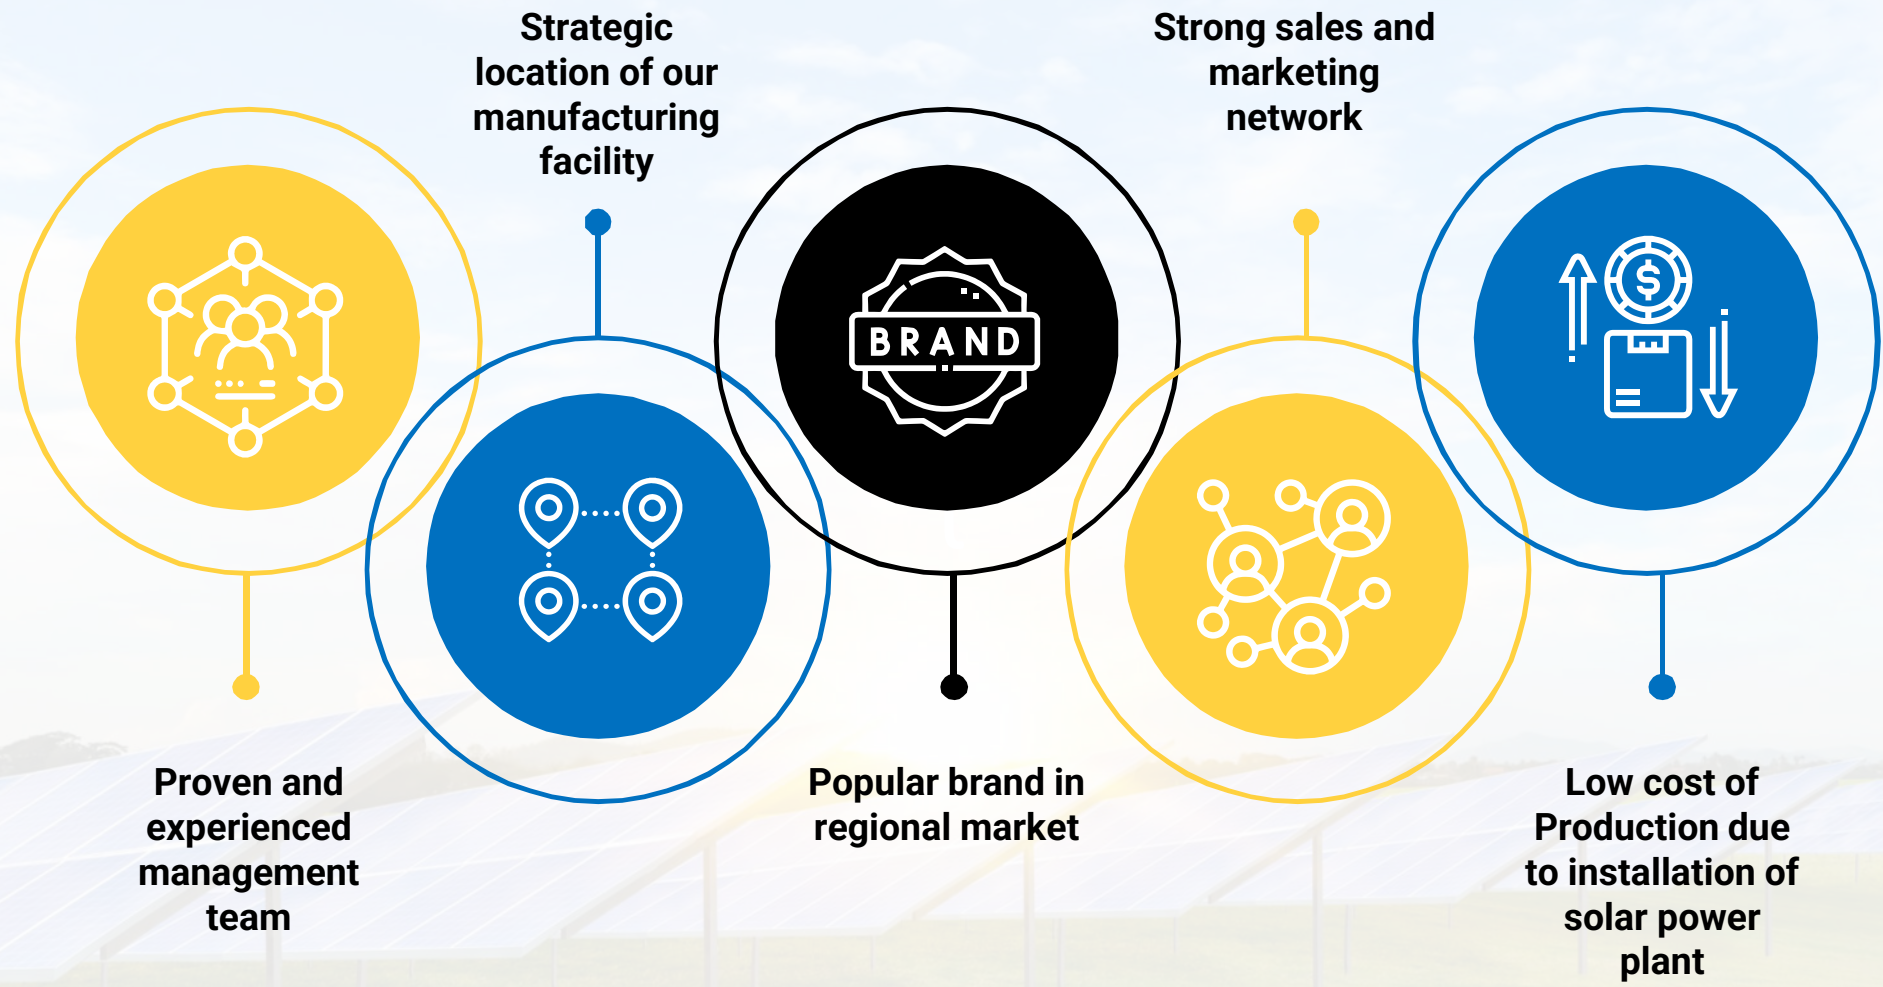 Proven and
experienced
management
team
Strategic
location of our
manufacturing
facility
BRAND
Popular brand in
regional market
Strong sales and
marketing
network
$
Low cost of
Production due
to installation of
solar power
plant